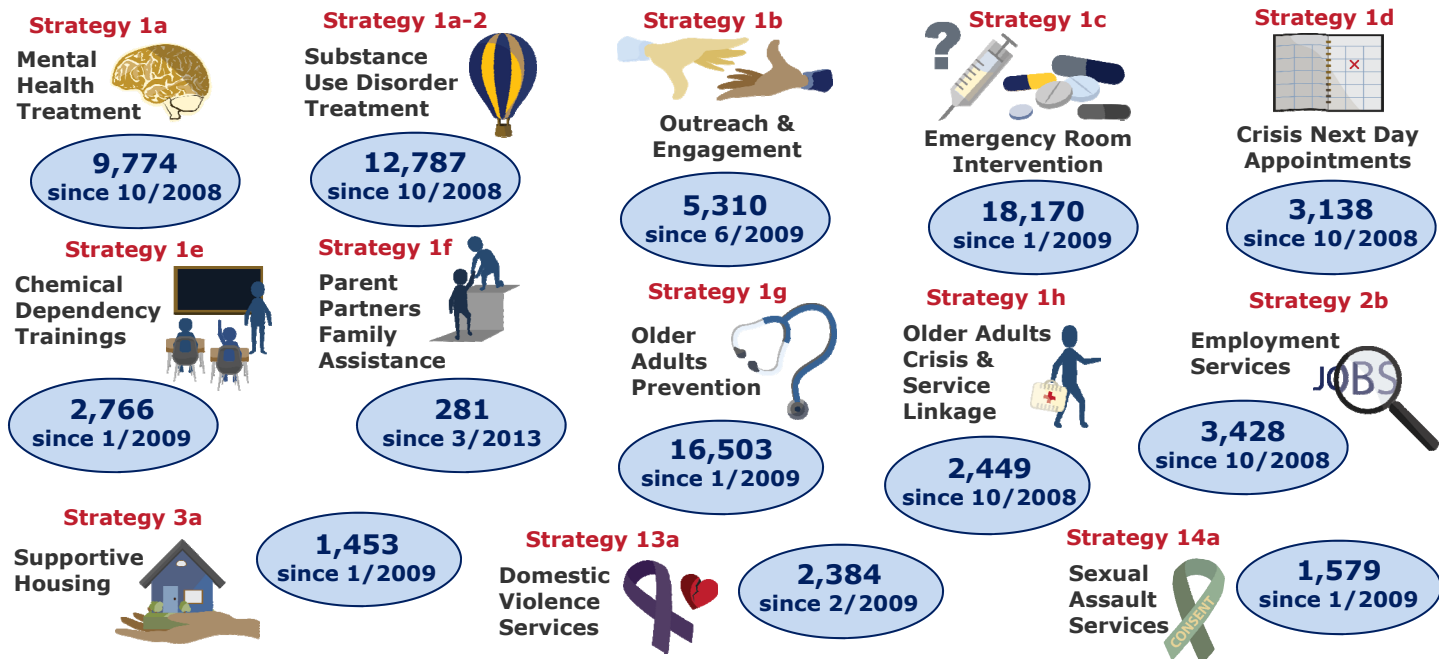 Strategy 1a
Mental
Health
Treatment
9,774
since 10/2008
Strategy 1a-2
Substance
Use Disorder
Treatment
12,787
since 10/2008
Strategy 1b
Outreach &
Engagement
5,310
since 6/2009
Strategy 1c
?
Emergency Room
Intervention
18,170
since 1/2009
Strategy 1d
Crisis Next Day
Appointments
3,138
since 10/2008
Strategy 1e
Chemical
Dependency
Trainings
2,766
since 1/2009
Strategy 1f
Parent
Partners
Family
Assistance
281
since 3/2013
Strategy 1g
Older
Adults
Prevention
16,503
since 1/2009
Strategy 1h
Older Adults
Crisis &
Service
Linkage
2,449
since 10/2008
Strategy 2b
Employment
Services
JOBS
3,428
since 10/2008
Strategy 3a
Supportive
Housing
1,453
since 1/2009
Strategy 13a
Domestic
Violence
Services
2,384
since 2/2009
Strategy 14a
Sexual
Assault
Services
CONSENT
1,579
since 1/2009